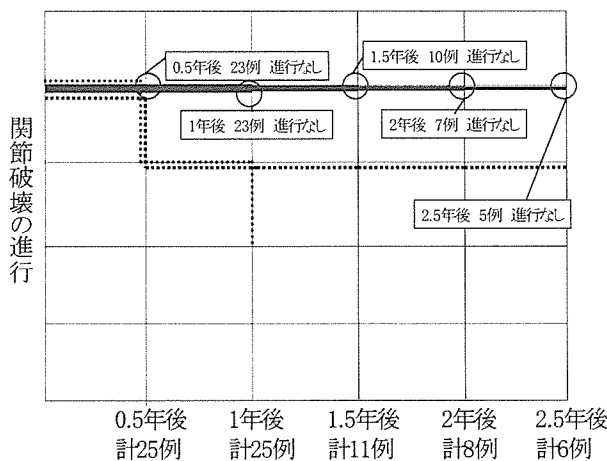 0.5年後 23例 進行なし
1.5年後 10例 進行なし
1年後 23例 進行なし
2年後 7例 進行なし
2.5年後 5例 進行なし
関節破壊の進行
0.5年後 1年後 1.5年後 2年後 2.5年後
計25例 計25例 計11例 計8例 計6例